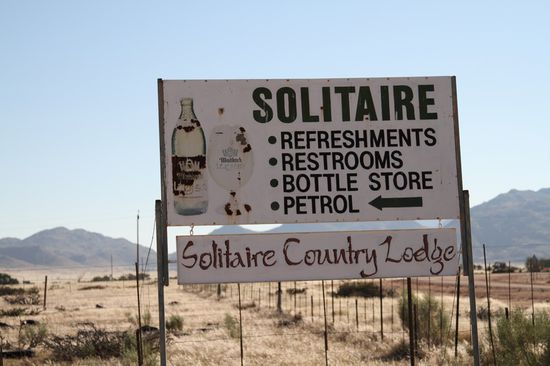 SOLITAIRE
• REFRESHMENTS
• RESTROOMS
• BOTTLE STORE
• PETROL
Solitaire Country Lodge